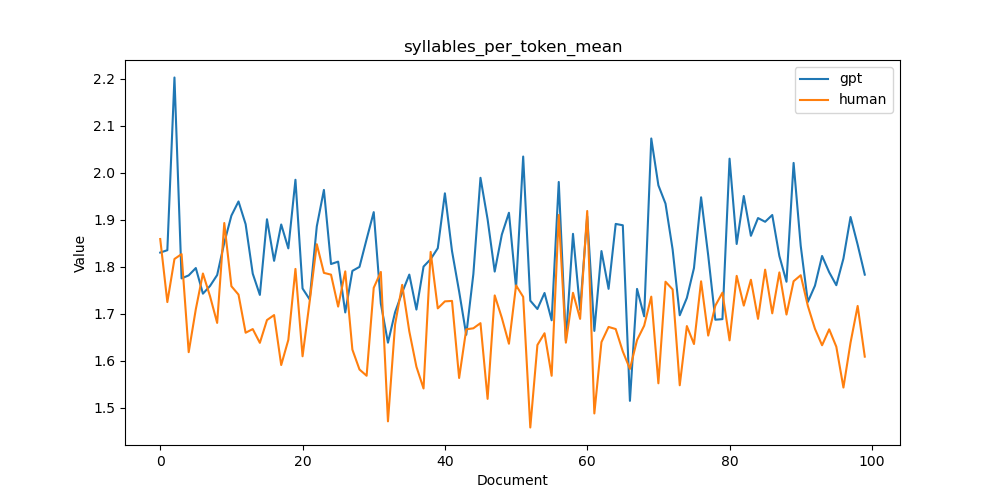 syllables_per_token_mean
gpt
human
Value
2.2
2.1
2.0
1.9
1.8
1.7
1.6
1.5
0 20 40 60 80 100
Document